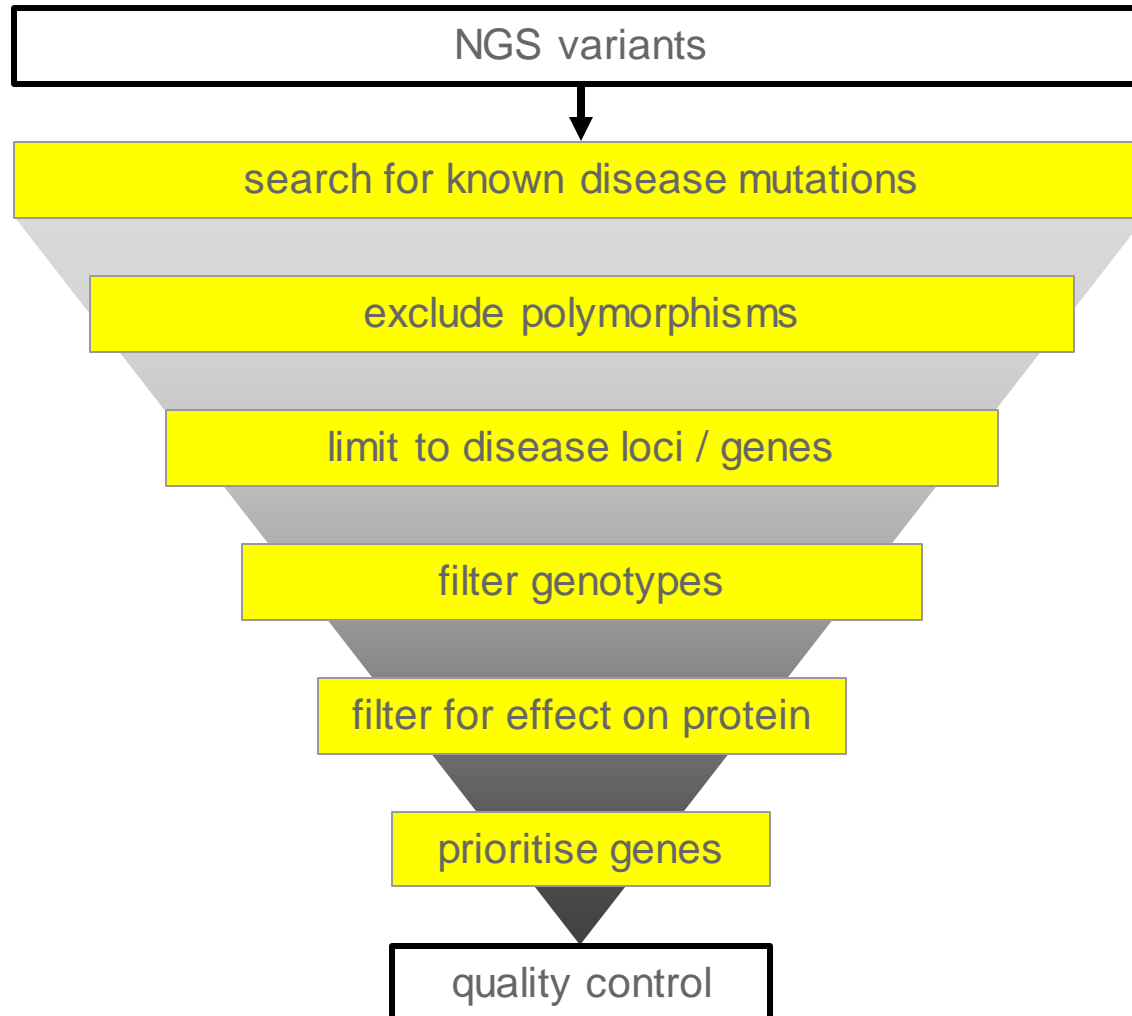 NGS variants
search for known disease mutations
exclude polymorphisms
limit to disease loci / genes
filter genotypes
filter for effect on protein
prioritise genes
quality control